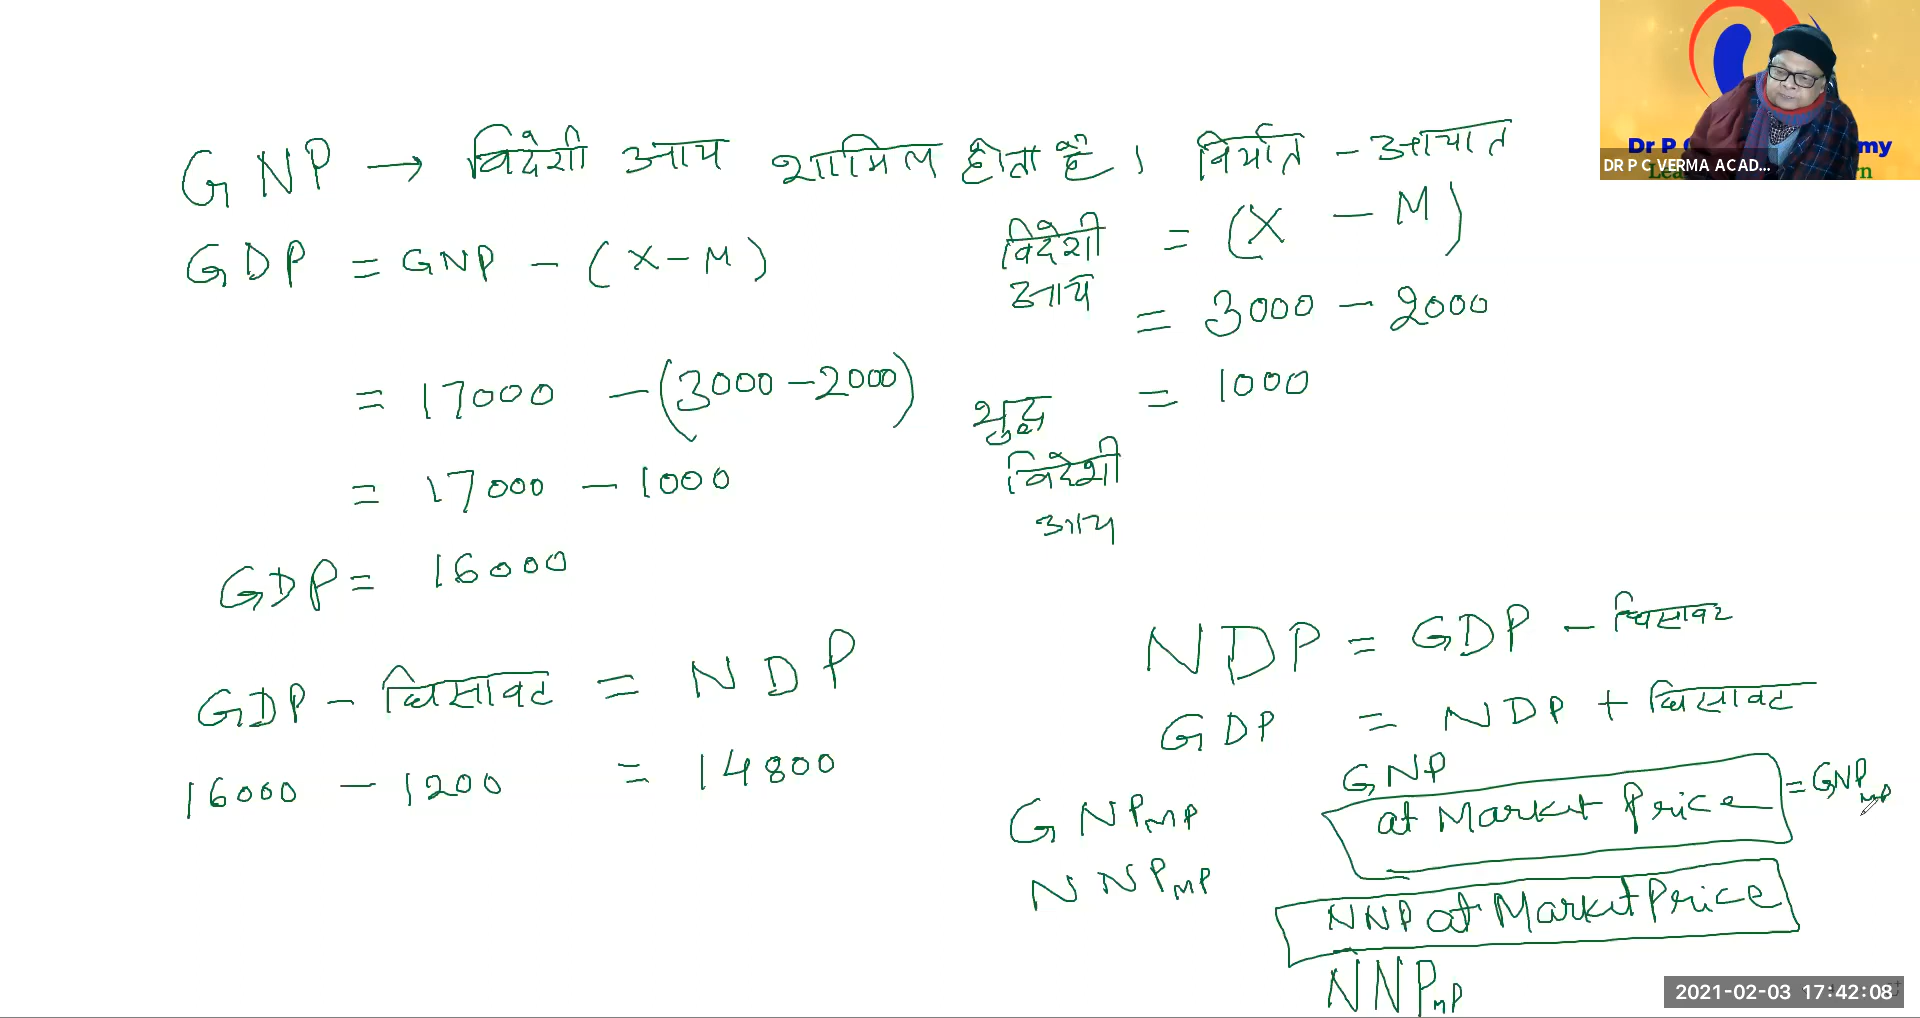 GNP → विदेशी आय शामिल होता है। निर्यात - आयात
विदेशी आय = (X - M)
GDP = GNP - (X-M)
= 3000 - 2000
= 17000 - (3000-2000)
शुद्ध विदेशी आय = 1000
= 17000 - 1000
GDP = 16000
NDP = GDP - घिसावट
GDP - घिसावट = NDP
GDP = NDP + घिसावट
16000 - 1200 = 14800
GNP at Market Price = GNPMP
GNPMP
NNPMP
NNP at Market Price
NNPMP
Dr P
my
DR P C VERMA ACAD...
2021-02-03 17:42:08